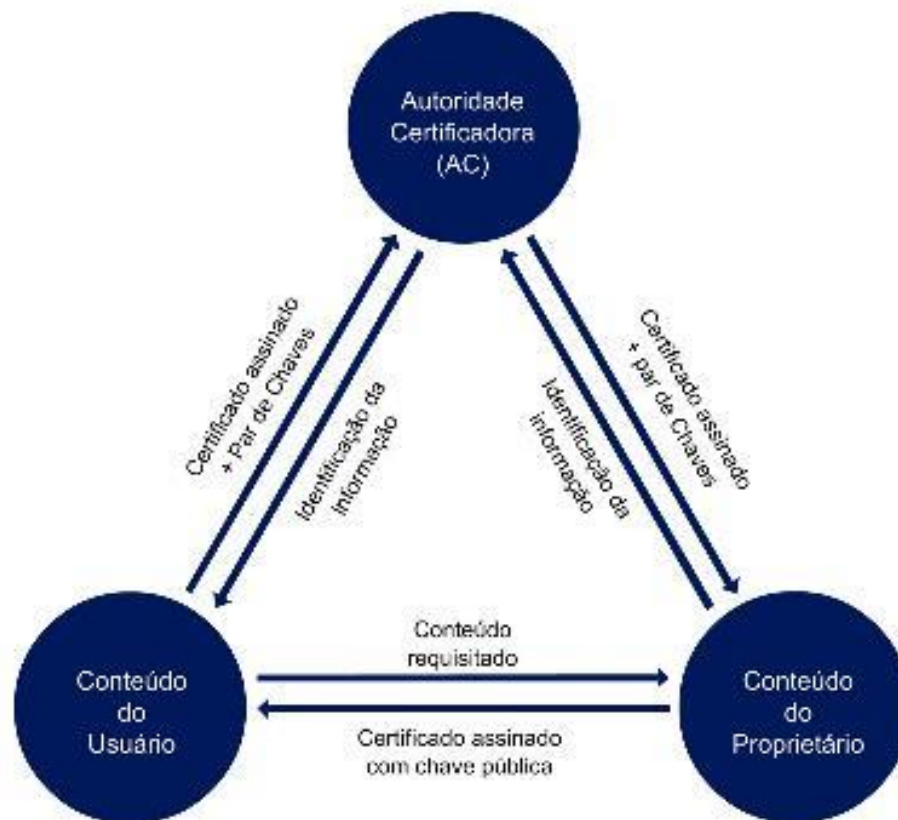 Autoridade
Certificadora
(AC)
Certificado assinado
+ Par de Chaves
Identificação da
informação
Identificação da
informação
Certificado assinado
+ par de Chaves
Conteúdo
requisitado
Conteúdo
do
Usuário
Conteúdo
do
Proprietário
Certificado assinado
com chave pública